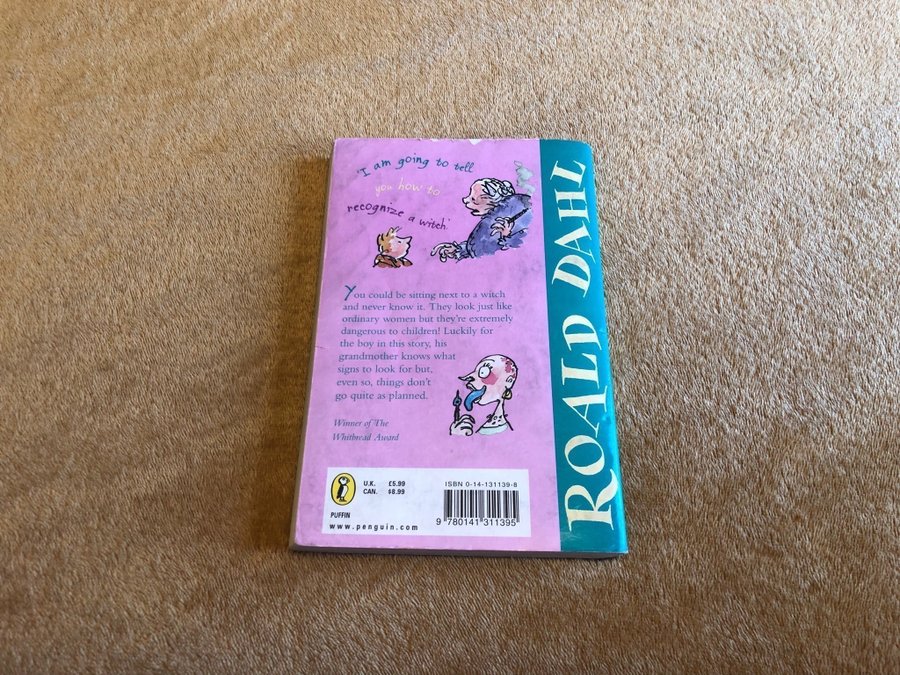 'I am going to tell
you how to
recognize a witch.'
You could be sitting next to a witch
and never know it. They look just like
ordinary women but they're extremely
dangerous to children! Luckily for
the boy in this story, his
grandmother knows what
signs to look for but,
even so, things don't
go quite as planned.
Winner of The
Whitbread Award
U.K. £5.99
CAN. $8.99
PUFFIN
www.penguin.com
ISBN 0-14-131139-8
9 780141 311395
ROALD DAHL